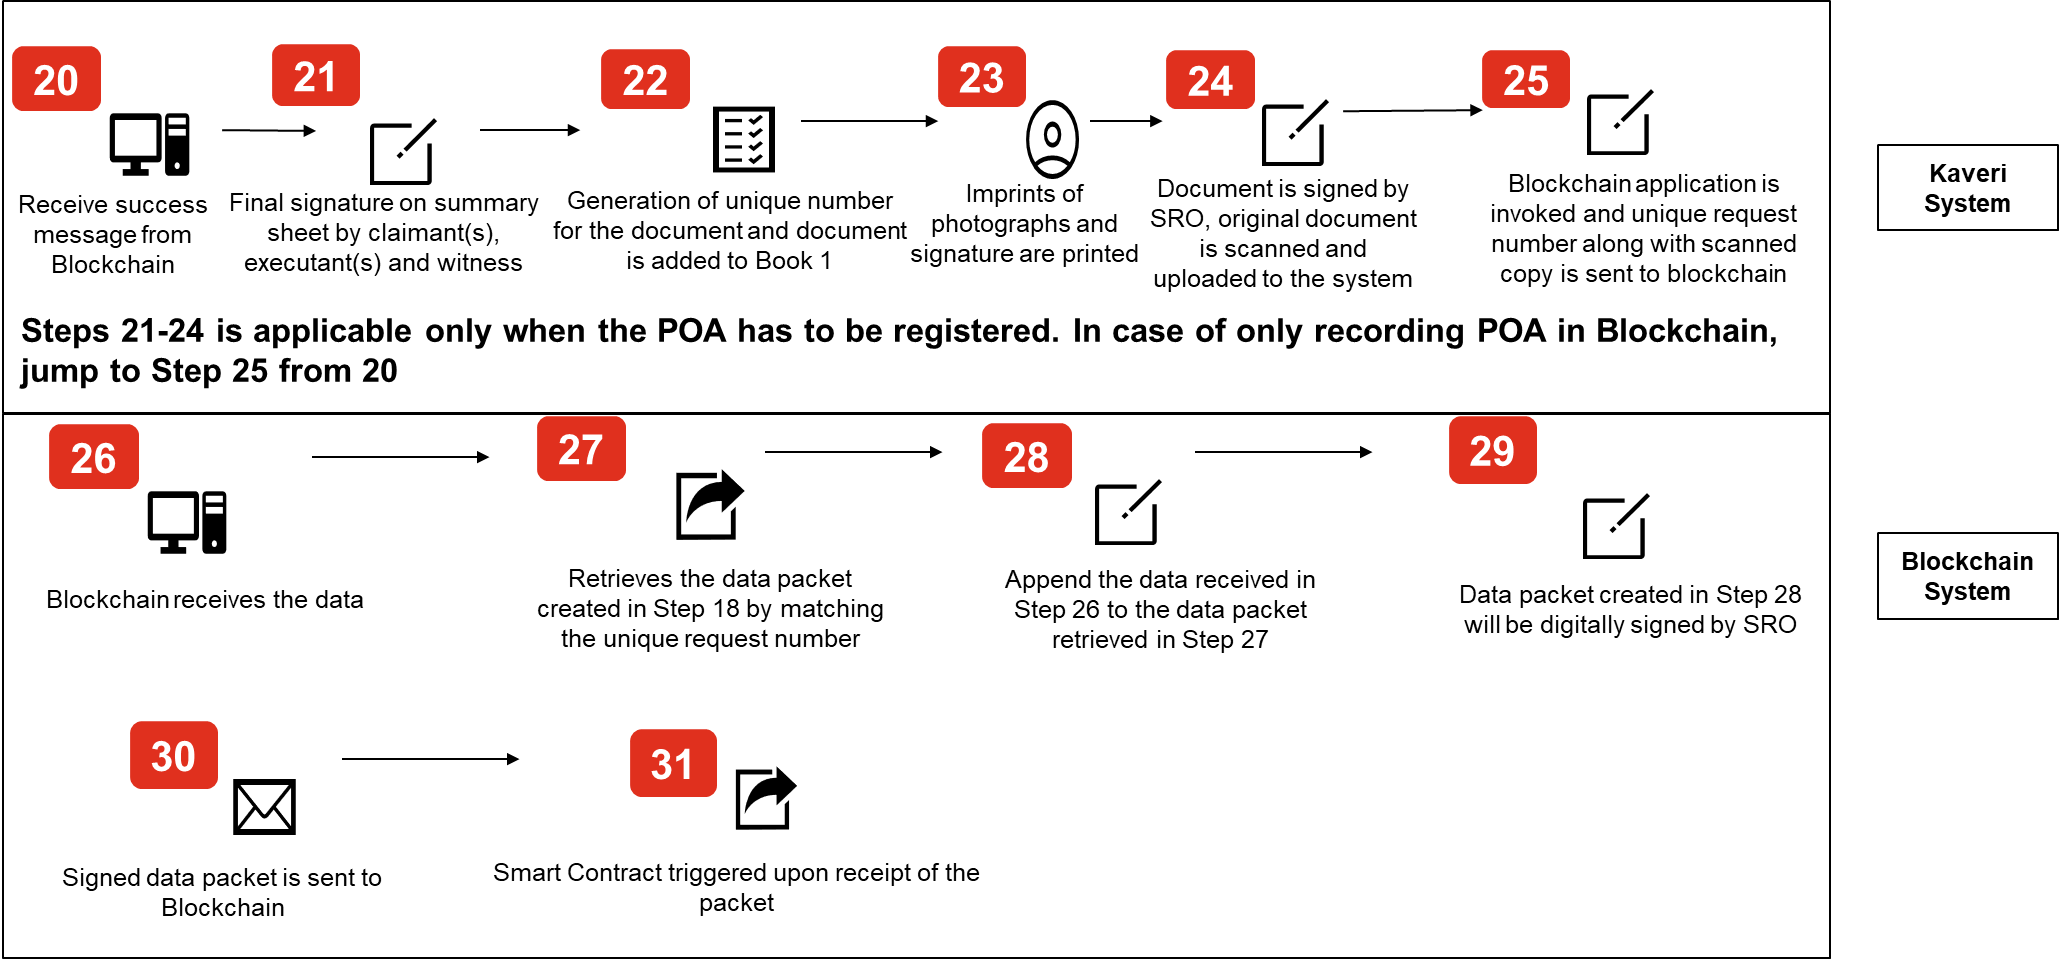 20
Receive success
message from
Blockchain
21
Final signature on summary
sheet by claimant(s),
executant(s) and witness
22
Generation of unique number
for the document and document
is added to Book 1
23
Imprints of
photographs and
signature are printed
24
Document is signed by
SRO, original document
is scanned and
uploaded to the system
25
Blockchain application is
invoked and unique request
number along with scanned
copy is sent to blockchain
Kaveri
System
Steps 21-24 is applicable only when the POA has to be registered. In case of only recording POA in Blockchain,
jump to Step 25 from 20
26
Blockchain receives the data
27
Retrieves the data packet
created in Step 18 by matching
the unique request number
28
Append the data received in
Step 26 to the data packet
retrieved in Step 27
29
Data packet created in Step 28
will be digitally signed by SRO
Blockchain
System
30
Signed data packet is sent to
Blockchain
31
Smart Contract triggered upon receipt of the
packet